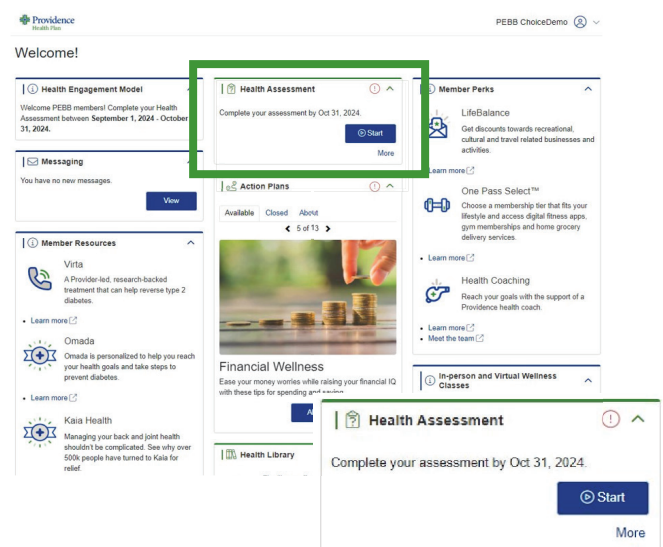 Providence
Health Plan
PEBB ChoiceDemo
Welcome!
Health Engagement Model
Welcome PEBB members! Complete your Health
Assessment between September 1, 2024 - October
31, 2024.
Messaging
You have no new messages.
View
Member Resources
Virta
A Provider-led, research-backed
treatment that can help reverse type 2
diabetes.
• Learn more
Omada
Omada is personalized to help you reach
your health goals and take steps to
prevent diabetes.
• Learn more
Kaia Health
Managing your back and joint health
shouldn't be complicated. See why over
500k people have turned to Kaia for
relief.
Health Assessment
Complete your assessment by Oct 31, 2024.
Start
More
Action Plans
Available Closed About
5 of 13
Financial Wellness
Ease your money worries while raising your financial IQ
with these tips for spending and saving.
Health Library
Member Perks
LifeBalance
Get discounts towards recreational,
cultural and travel related businesses and
activities.
Learn more
One Pass Select™
Choose a membership tier that fits your
lifestyle and access digital fitness apps,
gym memberships and home grocery
delivery services.
• Learn more
Health Coaching
Reach your goals with the support of a
Providence health coach.
• Learn more
• Meet the team
In-person and Virtual Wellness
Classes
Health Assessment
Complete your assessment by Oct 31, 2024.
Start
More